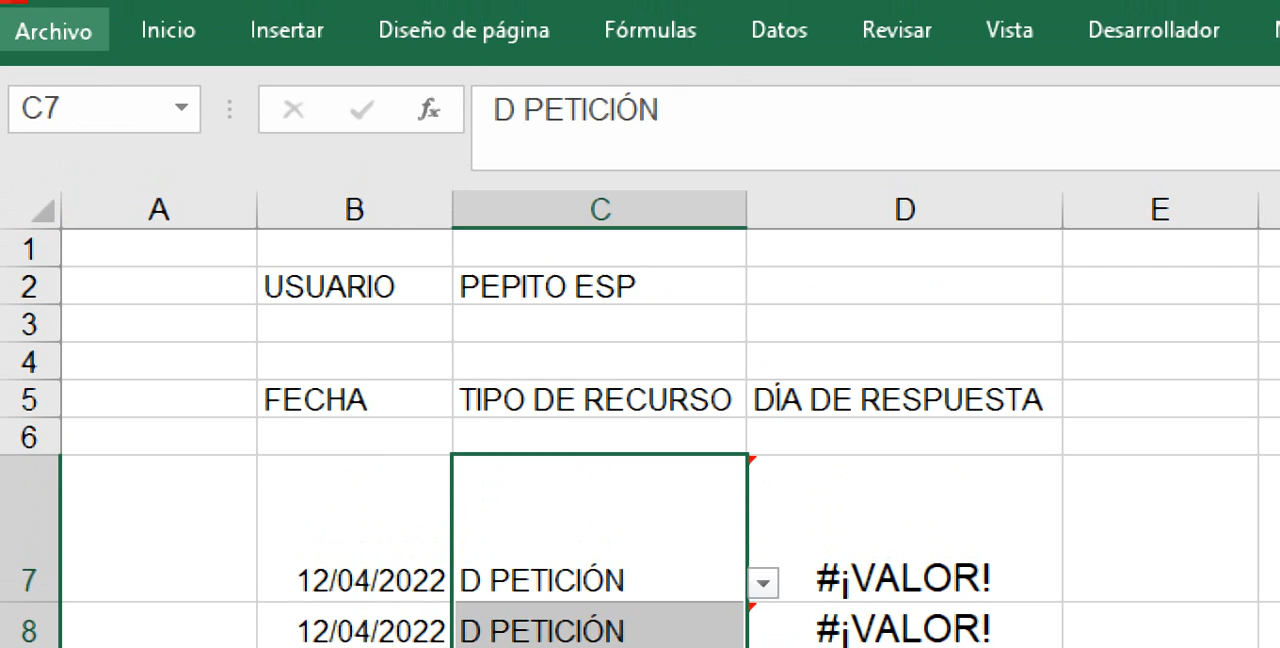 Archivo Inicio Insertar Diseño de página Fórmulas Datos Revisar Vista Desarrollador
C7 fx D PETICIÓN
A B C D E
1
2 USUARIO PEPITO ESP
3
4
5 FECHA TIPO DE RECURSO DÍA DE RESPUESTA
6
7 12/04/2022 D PETICIÓN #¡VALOR!
8 12/04/2022 D PETICIÓN #¡VALOR!